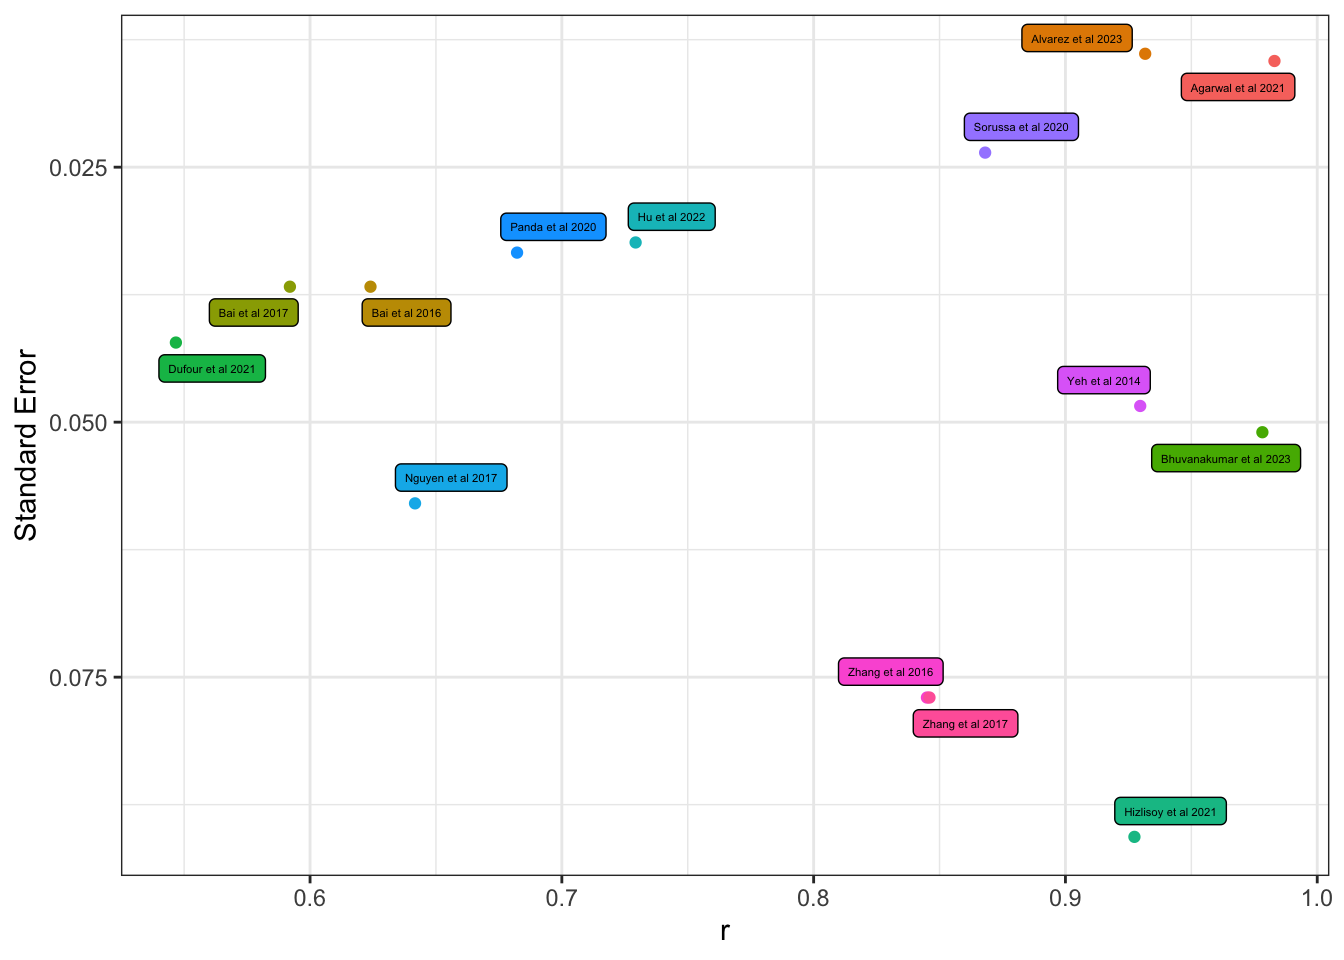 Alvarez et al 2023
Agarwal et al 2021
Sorussa et al 2020
0.025
Hu et al 2022
Panda et al 2020
Bai et al 2017
Bai et al 2016
Dufour et al 2021
Yeh et al 2014
0.050
Bhuvanakumar et al 2023
Nguyen et al 2017
Standard Error
Zhang et al 2016
0.075
Zhang et al 2017
Hizlisoy et al 2021
0.6
0.7
0.8
0.9
1.0
r